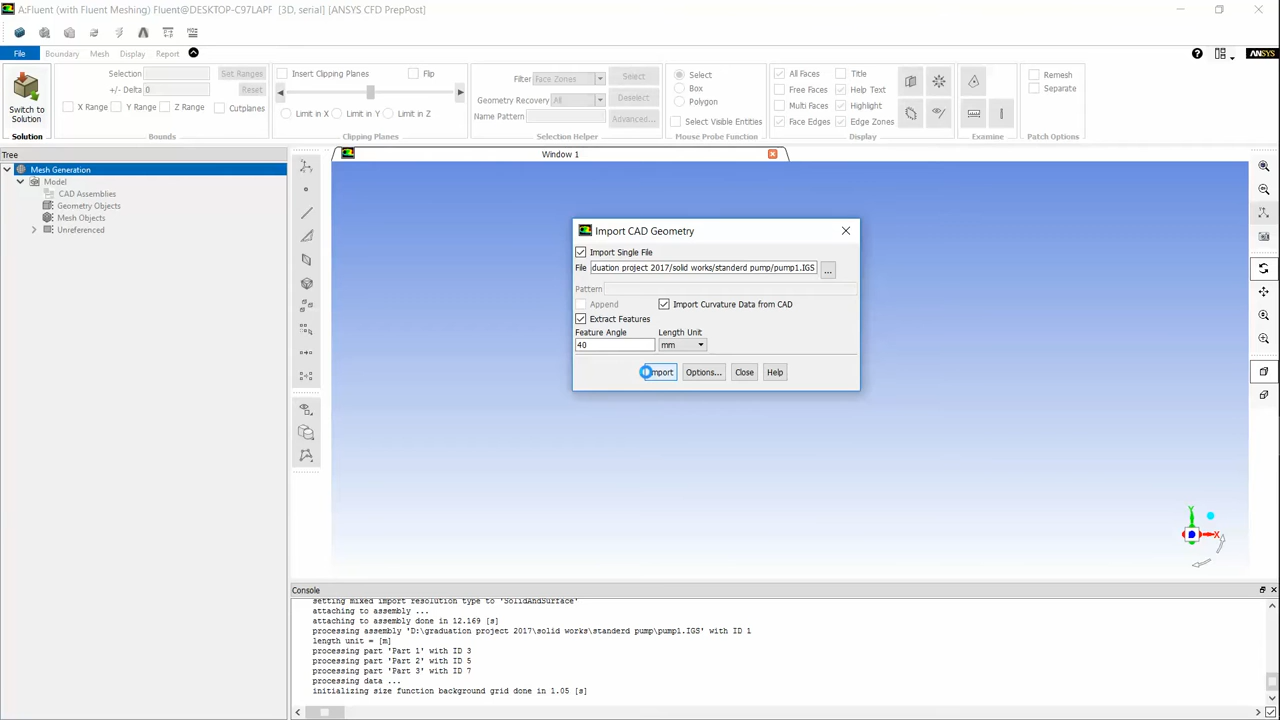 A:Fluent (with Fluent Meshing) Fluent@DESKTOP-C97LAPF [3D, serial] [ANSYS CFD PrepPost]
File Boundary Mesh Display Report
ANSYS
Switch to
Solution
Solution
Selection Set Ranges
+/- Delta 0 Reset
X Range Y Range Z Range Cutplanes
Bounds
Insert Clipping Planes Flip
Limit in X Limit in Y Limit in Z
Clipping Planes
Filter Face Zones Select
Geometry Recovery All Deselect
Name Pattern Advanced...
Selection Helper
Select
Box
Polygon
Select Visible Entities
Mouse Probe Function
All Faces Title
Free Faces Help Text
Multi Faces Highlight
Face Edges Edge Zones
Display
Examine
Remesh
Separate
Patch Options
Tree
Mesh Generation
Model
CAD Assemblies
Geometry Objects
Mesh Objects
Unreferenced
Window 1
Import CAD Geometry
Import Single File
File duation project 2017/solid works/standerd pump/pump1.IGS ...
Pattern
Append Import Curvature Data from CAD
Extract Features
Feature Angle Length Unit
40 mm
Import Options... Close Help
Y
X
Console
setting mixed import resolution type to 'SolidAndSurface'
attaching to assembly ...
attaching to assembly done in 12.169 [s]
processing assembly 'D:\graduation project 2017\solid works\standerd pump\pump1.IGS' with ID 1
length unit = [m]
processing part 'Part 1' with ID 3
processing part 'Part 2' with ID 5
processing part 'Part 3' with ID 7
processing data ...
initializing size function background grid done in 1.05 [s]